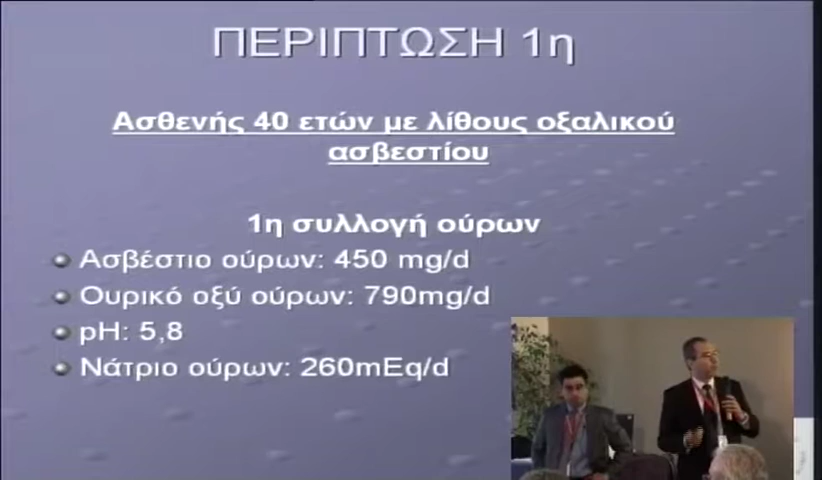 ΠΕΡΙΠΤΩΣΗ 1η
Ασθενής 40 ετών με λίθους οξαλικού
ασβεστίου
1η συλλογή ούρων
Ασβέστιο ούρων: 450 mg/d
Ουρικό οξύ ούρων: 790mg/d
pH: 5,8
Νάτριο ούρων: 260mEq/d